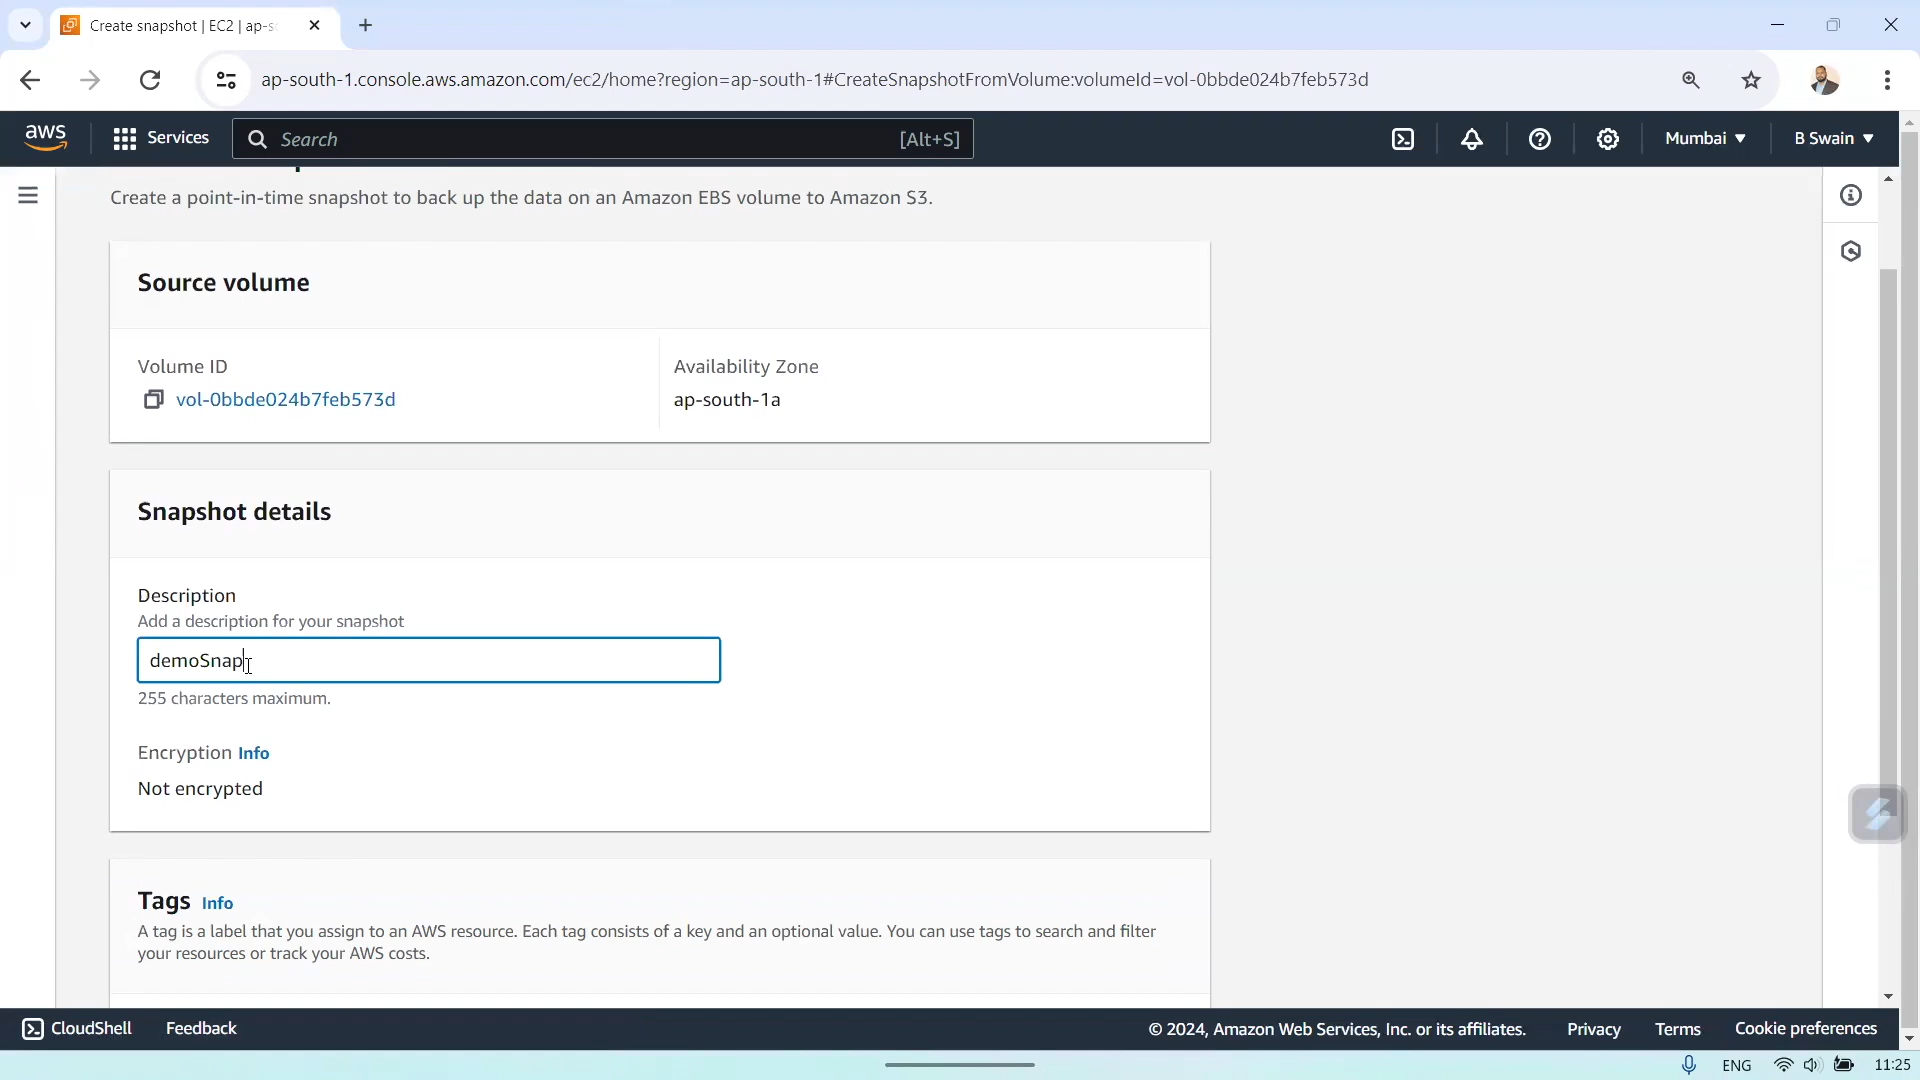 Create snapshot | EC2 | ap-so
ap-south-1.console.aws.amazon.com/ec2/home?region=ap-south-1#CreateSnapshotFromVolume:volumeId=vol-0bbde024b7feb573d
aws
Services
Search
[Alt+S]
Mumbai
B Swain
Create a point-in-time snapshot to back up the data on an Amazon EBS volume to Amazon S3.
Source volume
Volume ID
Availability Zone
vol-0bbde024b7feb573d
ap-south-1a
Snapshot details
Description
Add a description for your snapshot
demoSnap
255 characters maximum.
Encryption Info
Not encrypted
Tags Info
A tag is a label that you assign to an AWS resource. Each tag consists of a key and an optional value. You can use tags to search and filter
your resources or track your AWS costs.
CloudShell
Feedback
© 2024, Amazon Web Services, Inc. or its affiliates.
Privacy
Terms
Cookie preferences
ENG
11:25